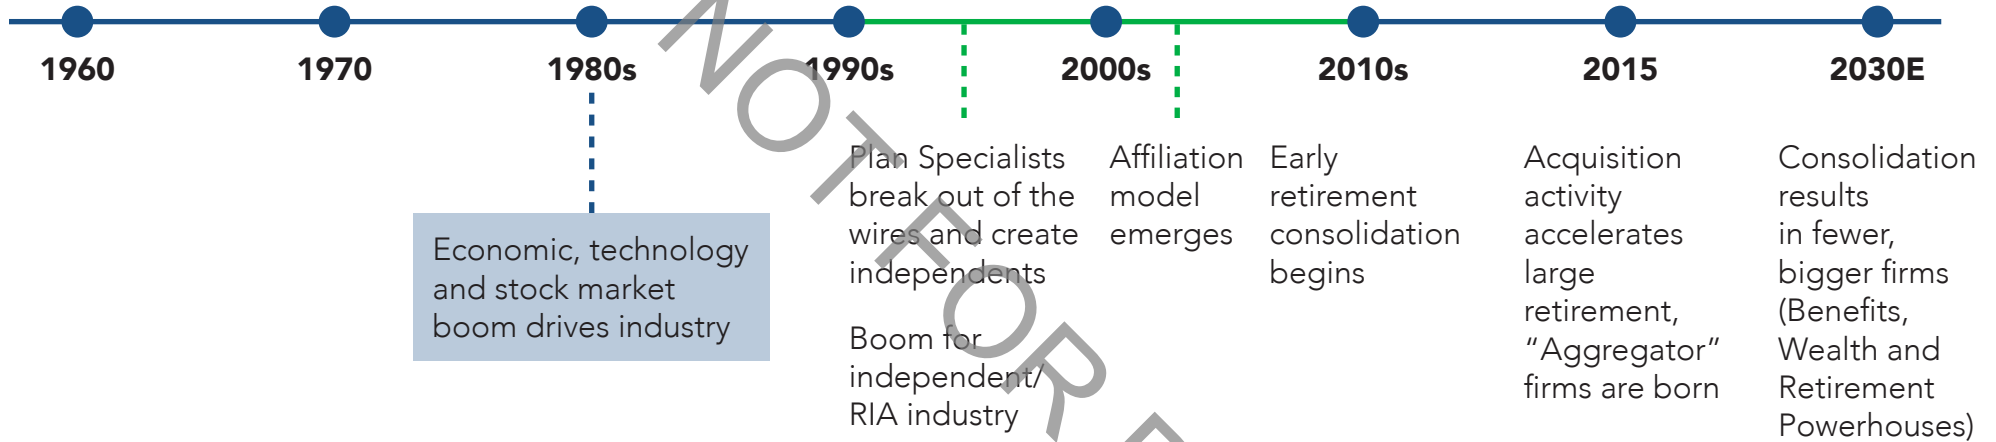 1960
1970
1980s
1990s
2000s
2010s
2015
2030E
Economic, technology
and stock market
boom drives industry
Plan Specialists
break out of the
wires and create
independents
Boom for
independent/
RIA industry
Affiliation
model
emerges
Early
retirement
consolidation
begins
Acquisition
activity
accelerates
large
retirement,
“Aggregator”
firms are born
Consolidation
results
in fewer,
bigger firms
(Benefits,
Wealth and
Retirement
Powerhouses)
NOT FOR